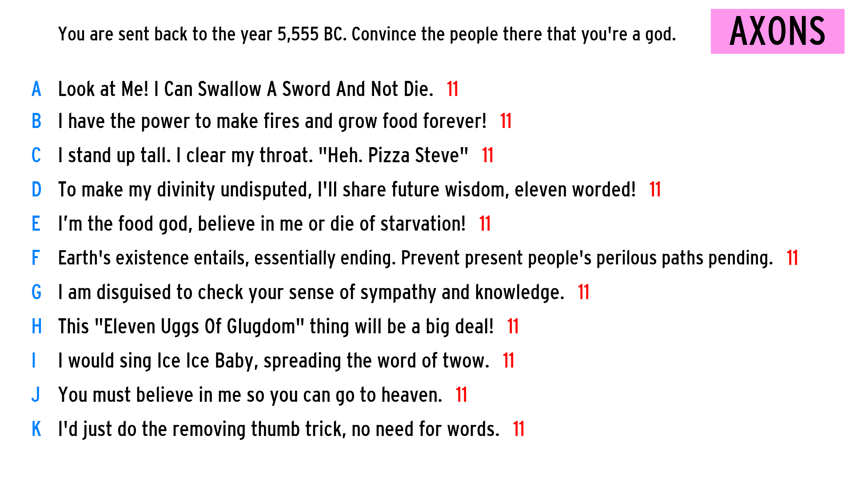 You are sent back to the year 5,555 BC. Convince the people there that you're a god.
AXONS
A Look at Me! I Can Swallow A Sword And Not Die. 11
B I have the power to make fires and grow food forever! 11
C I stand up tall. I clear my throat. "Heh. Pizza Steve" 11
D To make my divinity undisputed, I'll share future wisdom, eleven worded! 11
E I’m the food god, believe in me or die of starvation! 11
F Earth's existence entails, essentially ending. Prevent present people's perilous paths pending. 11
G I am disguised to check your sense of sympathy and knowledge. 11
H This "Eleven Uggs Of Glugdom" thing will be a big deal! 11
I I would sing Ice Ice Baby, spreading the word of twow. 11
J You must believe in me so you can go to heaven. 11
K I'd just do the removing thumb trick, no need for words. 11